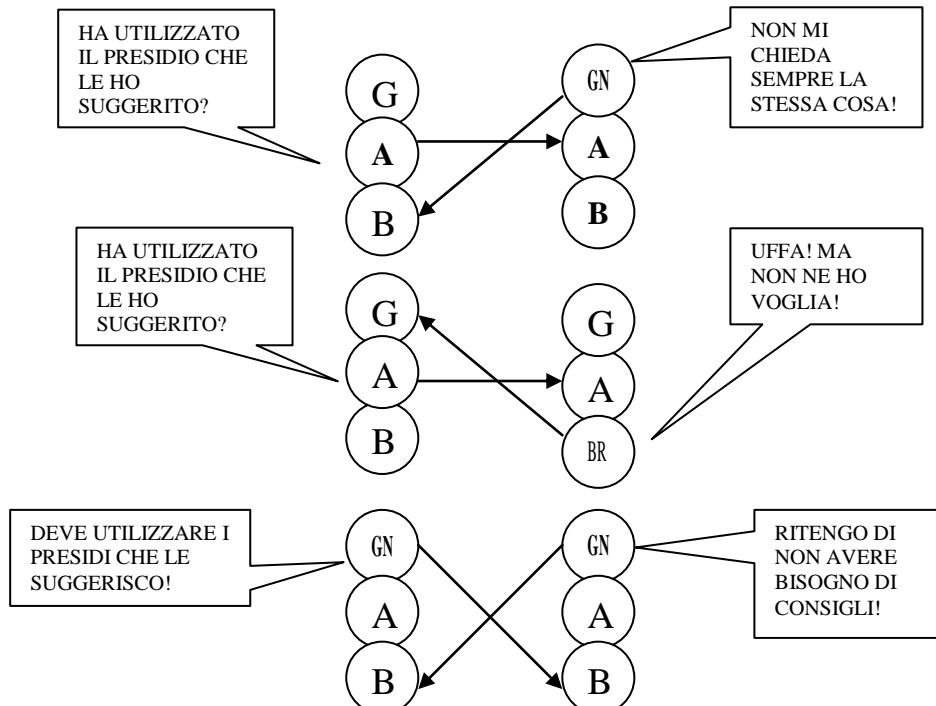 HA UTILIZZATO
IL PRESIDIO CHE
LE HO
SUGGERITO?
G
A
B
GN
A
B
NON MI
CHIEDA
SEMPRE LA
STESSA COSA!
HA UTILIZZATO
IL PRESIDIO CHE
LE HO
SUGGERITO?
G
A
B
G
A
BR
UFFA! MA
NON NE HO
VOGLIA!
DEVE UTILIZZARE I
PRESIDI CHE LE
SUGGERISCO!
GN
A
B
GN
A
B
RITENGO DI
NON AVERE
BISOGNO DI
CONSIGLI!